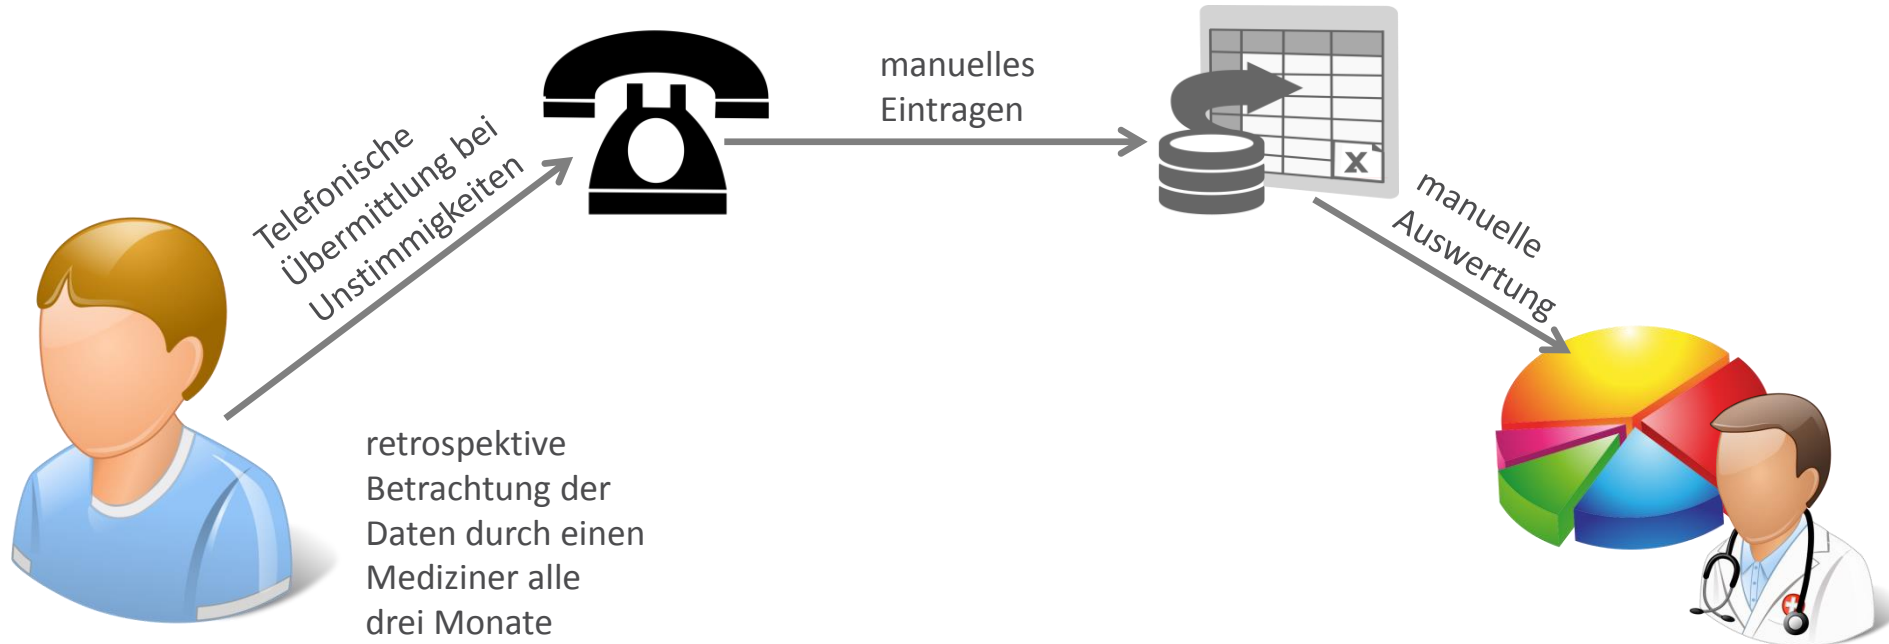 Telefonische
Übermittlung bei
Unstimmigkeiten
manuelles
Eintragen
X
manuelle
Auswertung
retrospektive
Betrachtung der
Daten durch einen
Mediziner alle
drei Monate